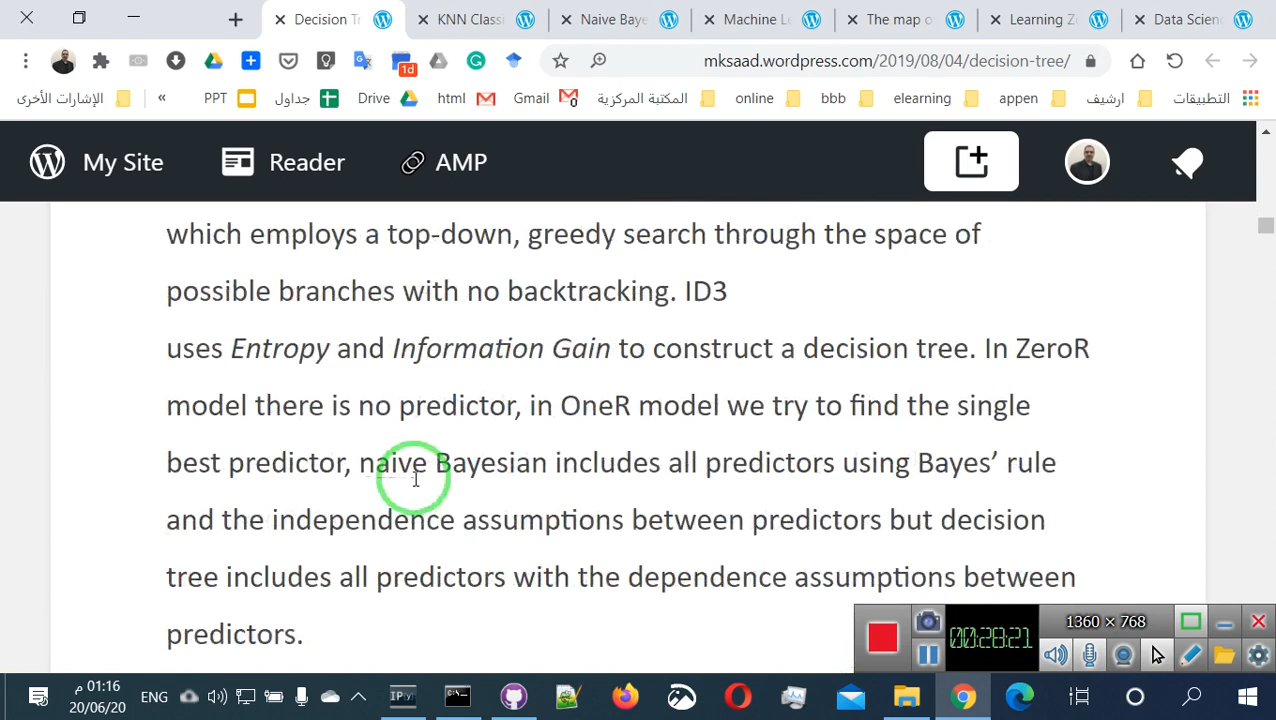 Decision Tr
KNN Classi
Naive Baye
Machine Le
The map o
Learning Ze
Data Scienc
mksaad.wordpress.com/2019/08/04/decision-tree/
1d
الإشارات الأخرى
«
PPT
جداول
Drive
html
Gmail
المكتبة المركزية
online
bbb
elearning
appen
ارشيف
التطبيقات
My Site
Reader
AMP
which employs a top-down, greedy search through the space of
possible branches with no backtracking. ID3
uses Entropy and Information Gain to construct a decision tree. In ZeroR
model there is no predictor, in OneR model we try to find the single
best predictor, naive Bayesian includes all predictors using Bayes’ rule
and the independence assumptions between predictors but decision
tree includes all predictors with the dependence assumptions between
predictors.
1360 × 768
00:28:21
01:16 م
20/06/20
ENG
IPy